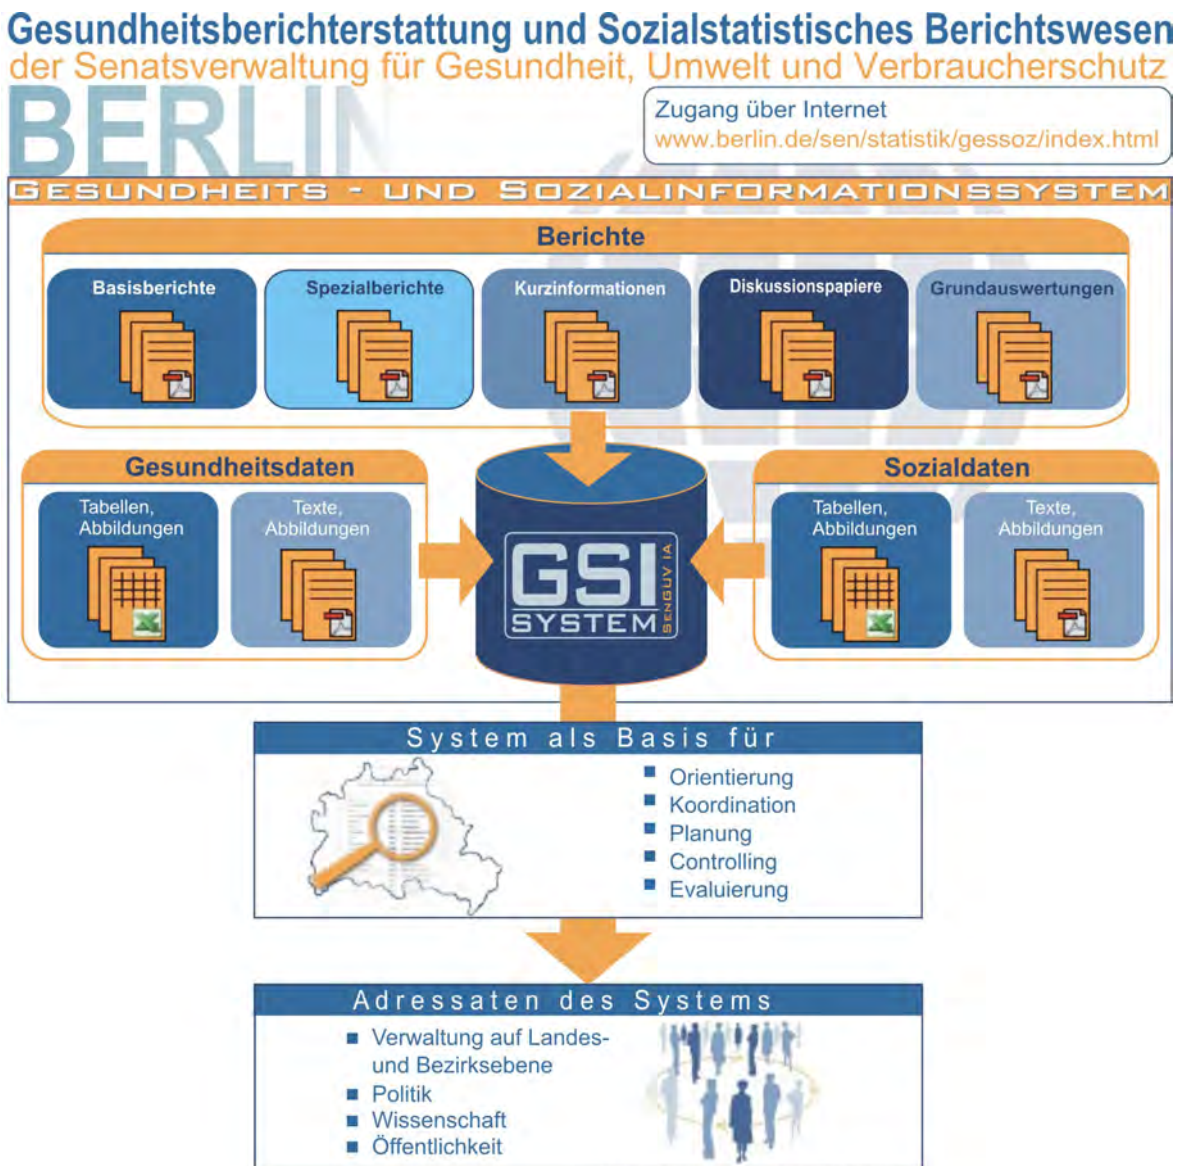 Gesundheitsberichterstattung und Sozialstatistisches Berichtswesen
der Senatsverwaltung für Gesundheit, Umwelt und Verbraucherschutz
BERLIN
Zugang über Internet
www.berlin.de/sen/statistik/gessoz/index.html
GESUNDHEITS - UND SOZIALINFORMATIONSSYSTEM
Berichte
Basisberichte
Spezialberichte
Kurzinformationen
Diskussionspapiere
Grundauswertungen
Gesundheitsdaten
Tabellen,
Abbildungen
Texte,
Abbildungen
GSI
SYSTEM
SENGUV IA
Sozialdaten
Tabellen,
Abbildungen
Texte,
Abbildungen
System als Basis für
Orientierung
Koordination
Planung
Controlling
Evaluierung
Adressaten des Systems
Verwaltung auf Landes-
und Bezirksebene
Politik
Wissenschaft
Öffentlichkeit